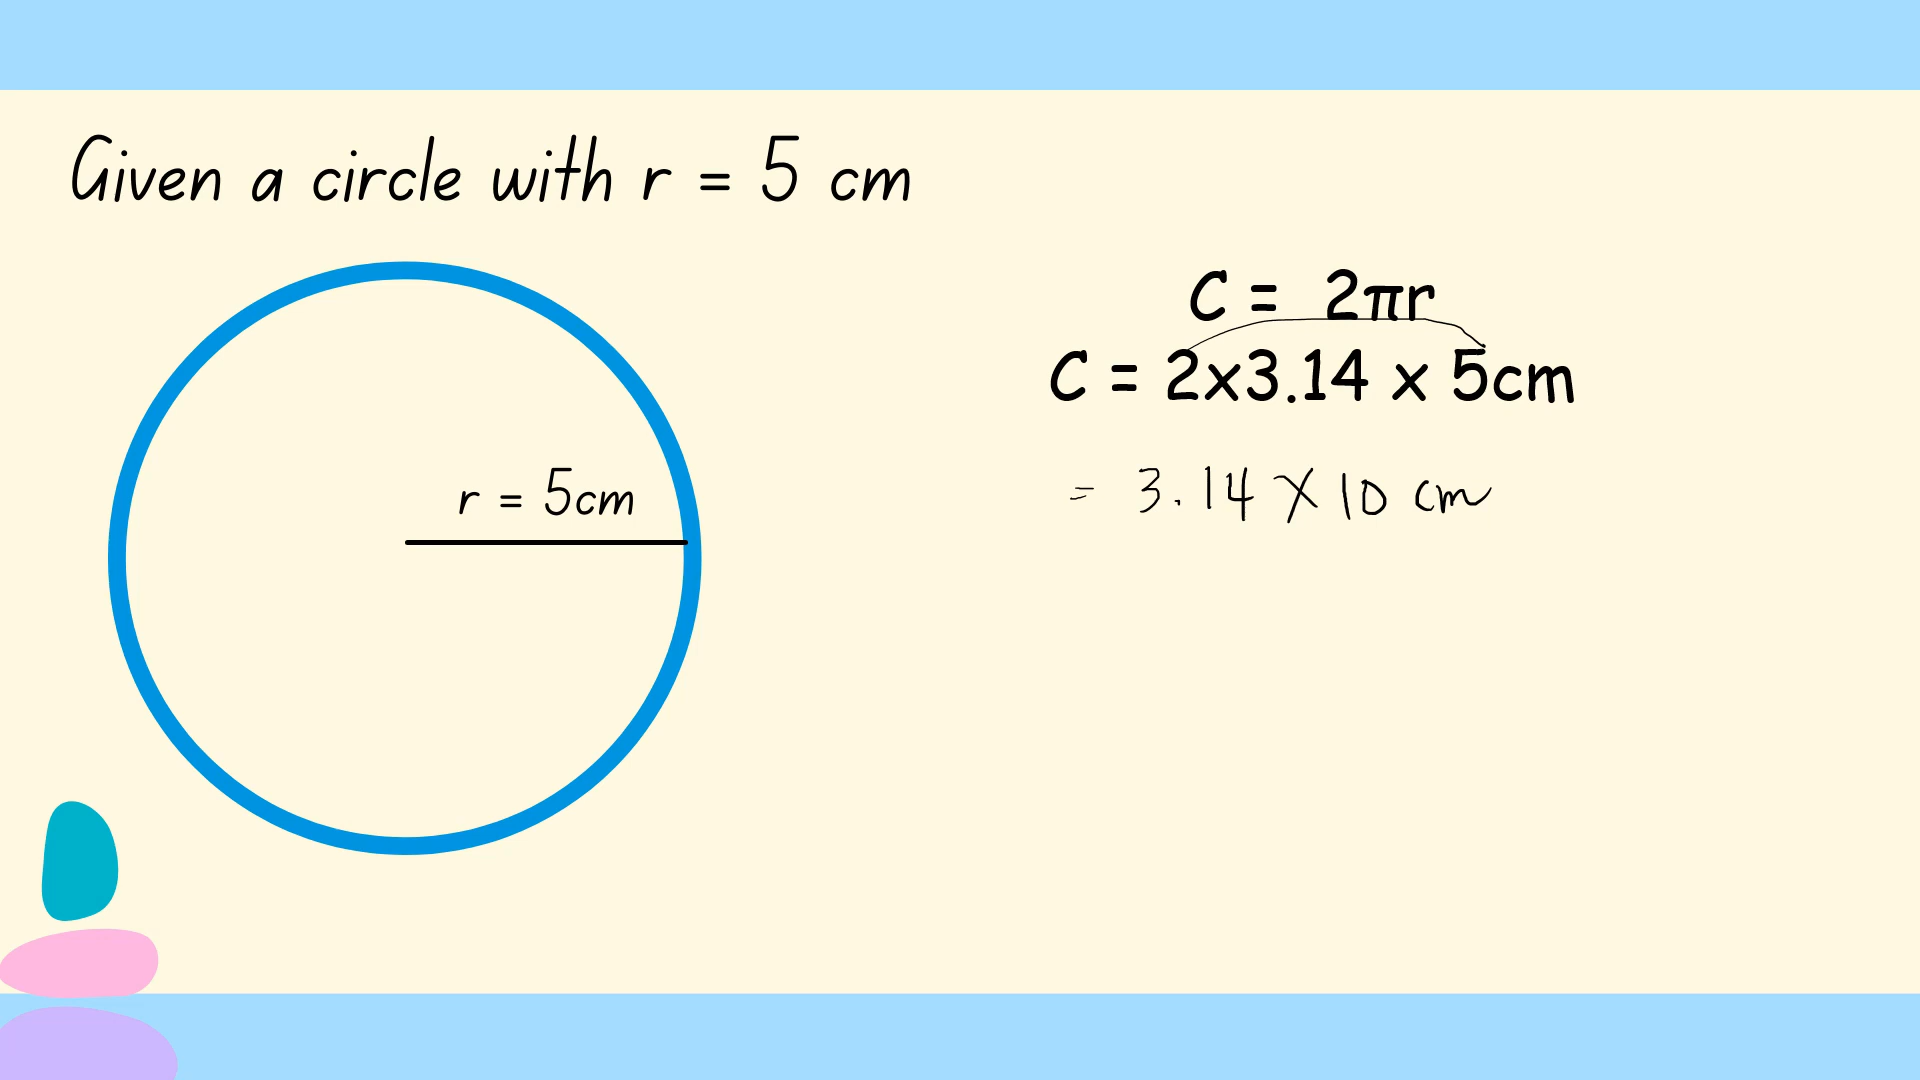 Given a circle with r = 5 cm
C = 2πr
C = 2x3.14 x 5cm
r = 5cm
= 3.14 X 10 cm